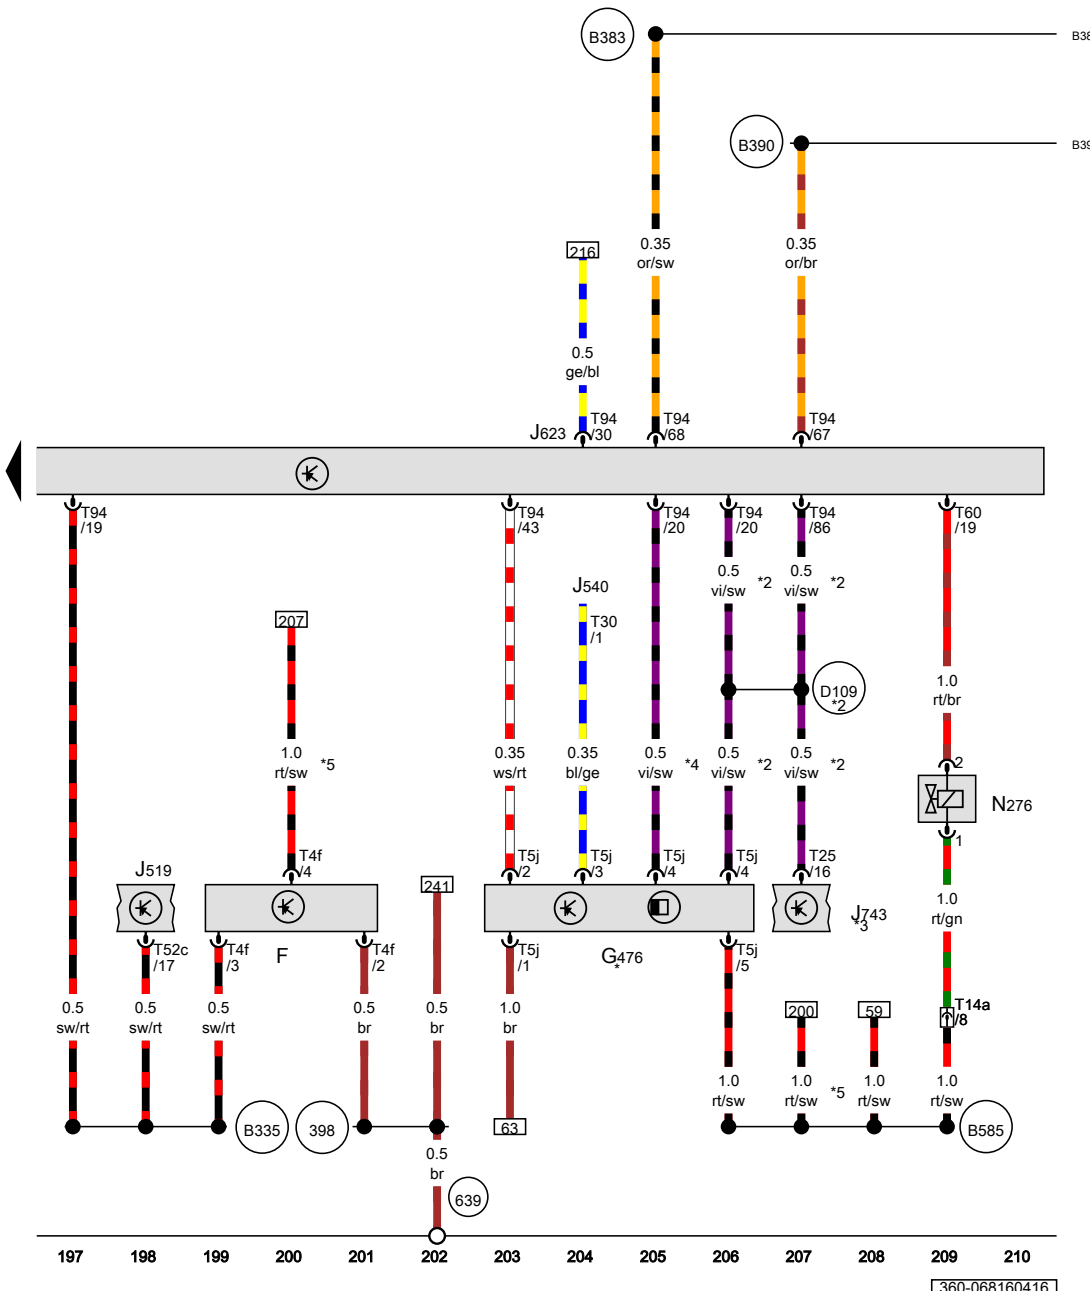 B383
B38
B390
B39
0.35
or/sw
0.35
or/br
216
0.5
ge/bl
J623
T94
/30
T94
/68
T94
/67
T94
/19
T94
/43
T94
/20
T94
/20
T94
/86
T60
/19
0.5
vi/sw
*2
0.5
vi/sw
*2
J540
T30
/1
207
D109
*2
1.0
rt/br
1.0
rt/sw
*5
0.35
ws/rt
0.35
bl/ge
0.5
vi/sw
*4
0.5
vi/sw
*2
0.5
vi/sw
*2
2
N276
1
J519
T4f
/4
241
T5j
/2
T5j
/3
T5j
/4
T5j
/4
T25
/16
1.0
rt/gn
J743
*3
T52c
/17
T4f
/3
F
T4f
/2
T5j
/1
G476
*
T5j
/5
0.5
sw/rt
0.5
sw/rt
0.5
sw/rt
0.5
br
0.5
br
1.0
br
200
59
T14a
/8
1.0
rt/sw
1.0
rt/sw
*5
1.0
rt/sw
1.0
rt/sw
B335
398
63
B585
0.5
br
639
197 198 199 200 201 202 203 204 205 206 207 208 209 210
360-068160416